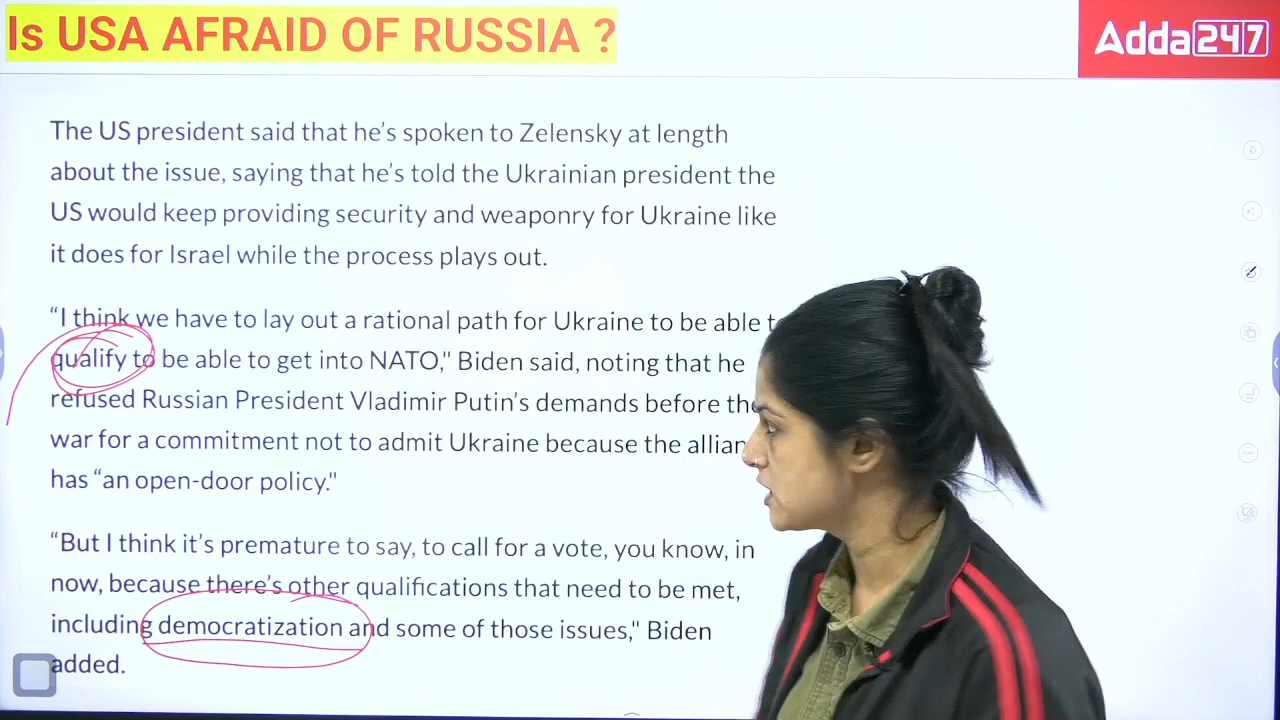 Is USA AFRAID OF RUSSIA ?
Adda247
The US president said that he's spoken to Zelensky at length
about the issue, saying that he's told the Ukrainian president the
US would keep providing security and weaponry for Ukraine like
it does for Israel while the process plays out.
“I think we have to lay out a rational path for Ukraine to be able
qualify to be able to get into NATO," Biden said, noting that he
refused Russian President Vladimir Putin's demands before the
war for a commitment not to admit Ukraine because the
has “an open-door policy."
“But I think it's premature to say, to call for a vote, you know, in
now, because there's other qualifications that need to be met,
including democratization and some of those issues," Biden
added.